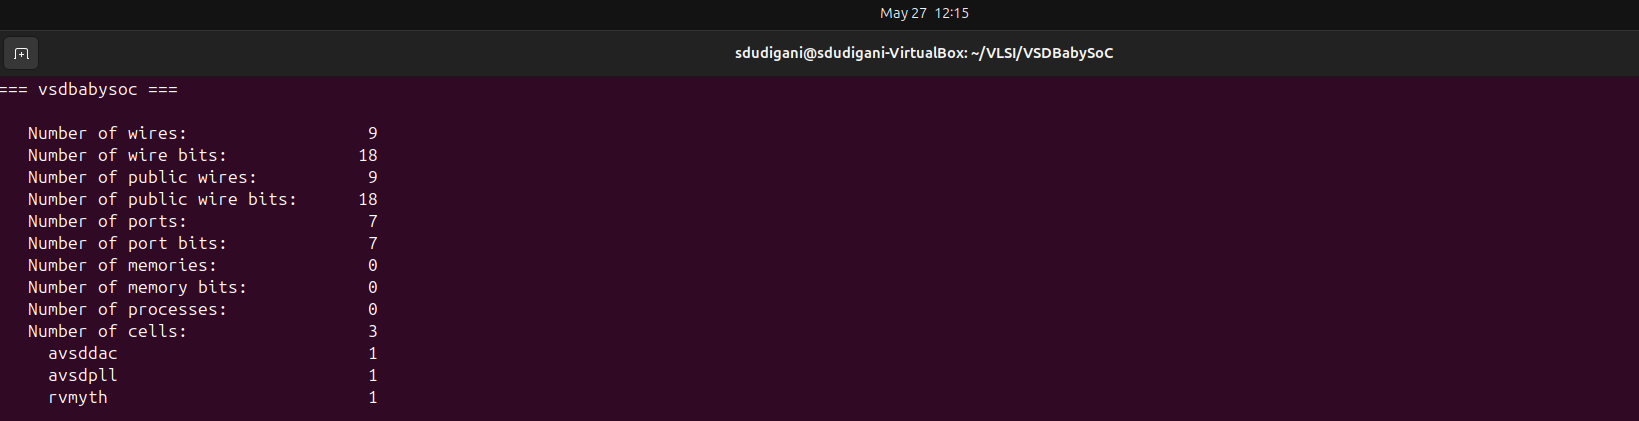 May 27 12:15
sdudigani@sdudigani-VirtualBox: ~/VLSI/VSDBabySoC
=== vsdbabysoc ===
Number of wires: 9
Number of wire bits: 18
Number of public wires: 9
Number of public wire bits: 18
Number of ports: 7
Number of port bits: 7
Number of memories: 0
Number of memory bits: 0
Number of processes: 0
Number of cells: 3
avsddac 1
avsdpll 1
rvmyth 1